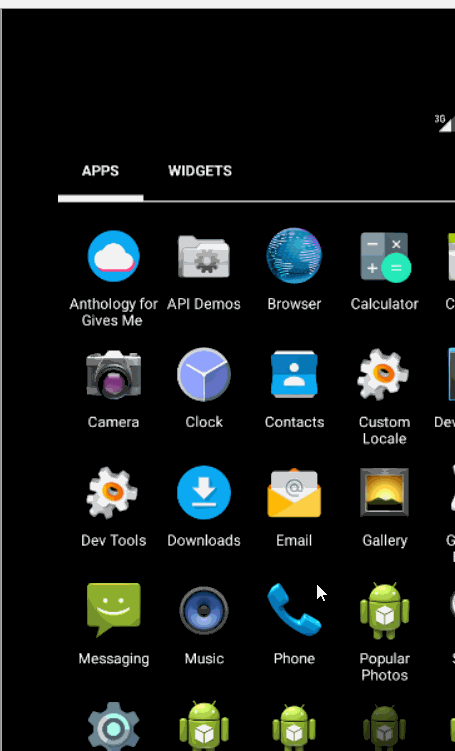 3G
APPS WIDGETS
Anthology for Gives Me
API Demos
Browser
Calculator
Camera
Clock
Contacts
Custom Locale
Dev Tools
Downloads
Email
Gallery
Messaging
Music
Phone
Popular Photos